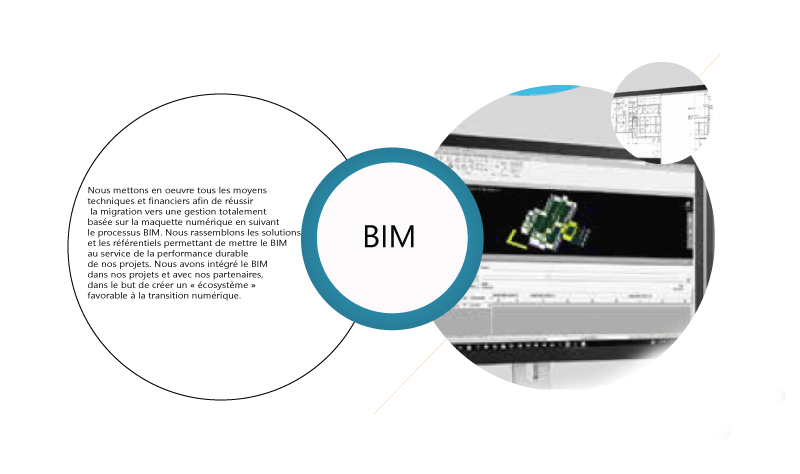 Nous mettons en oeuvre tous les moyens
techniques et financiers afin de réussir
la migration vers une gestion totalement
basée sur la maquette numérique en suivant
le processus BIM. Nous rassemblons les solutions
et les référentiels permettant de mettre le BIM
au service de la performance durable
de nos projets. Nous avons intégré le BIM
dans nos projets et avec nos partenaires,
dans le but de créer un « écosystème »
favorable à la transition numérique.
BIM